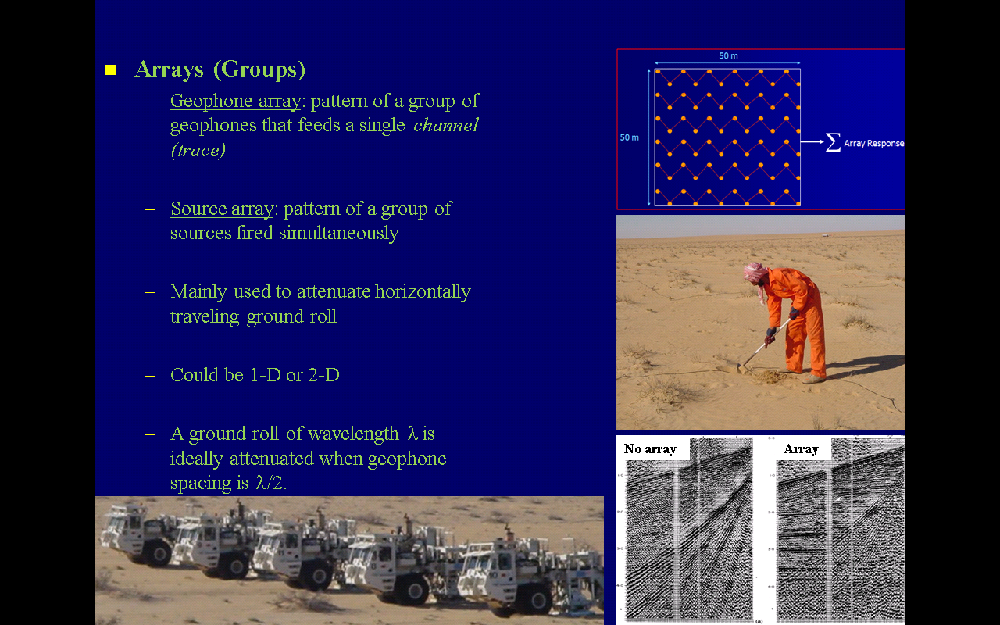 Arrays (Groups)
– Geophone array: pattern of a group of
geophones that feeds a single channel
(trace)
– Source array: pattern of a group of
sources fired simultaneously
– Mainly used to attenuate horizontally
traveling ground roll
– Could be 1-D or 2-D
– A ground roll of wavelength λ is
ideally attenuated when geophone
spacing is λ/2.
50 m
50 m
∑ Array Response
No array
Array
(a)